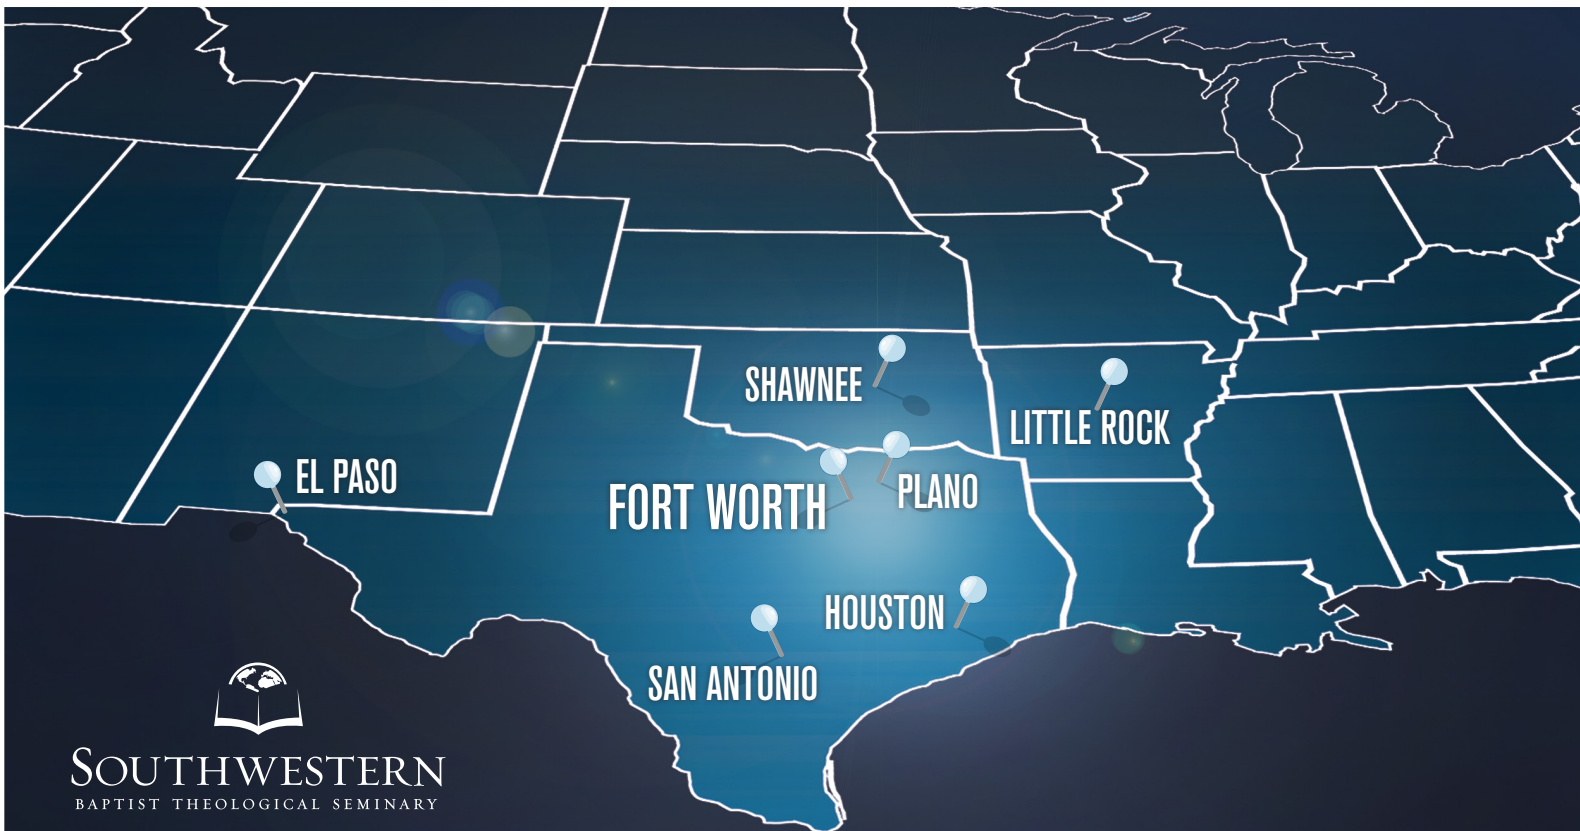 SHAWNEE
LITTLE ROCK
EL PASO
FORT WORTH
PLANO
HOUSTON
SAN ANTONIO
SOUTHWESTERN
BAPTIST THEOLOGICAL SEMINARY